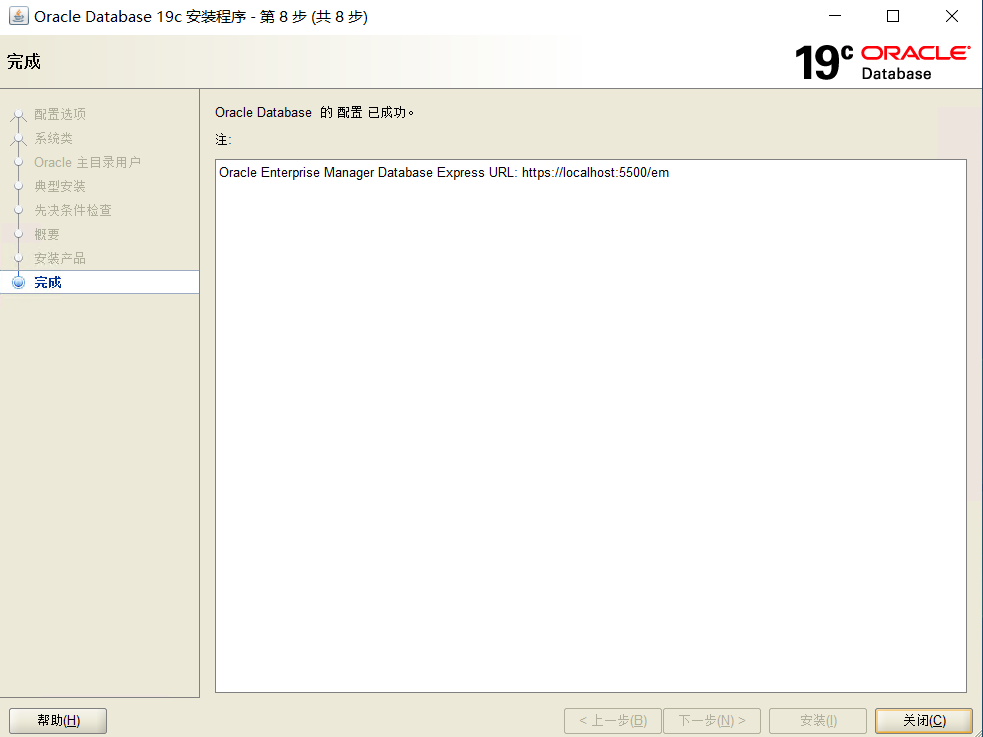 Oracle Database 19c 安装程序 - 第 8 步 (共 8 步)
完成
19c ORACLE
Database
配置选项
系统类
Oracle 主目录用户
典型安装
先决条件检查
概要
安装产品
完成
Oracle Database 的 配置 已成功。
注:
Oracle Enterprise Manager Database Express URL: https://localhost:5500/em
帮助(H)
< 上一步(B)
下一步(N) >
安装(I)
关闭(C)